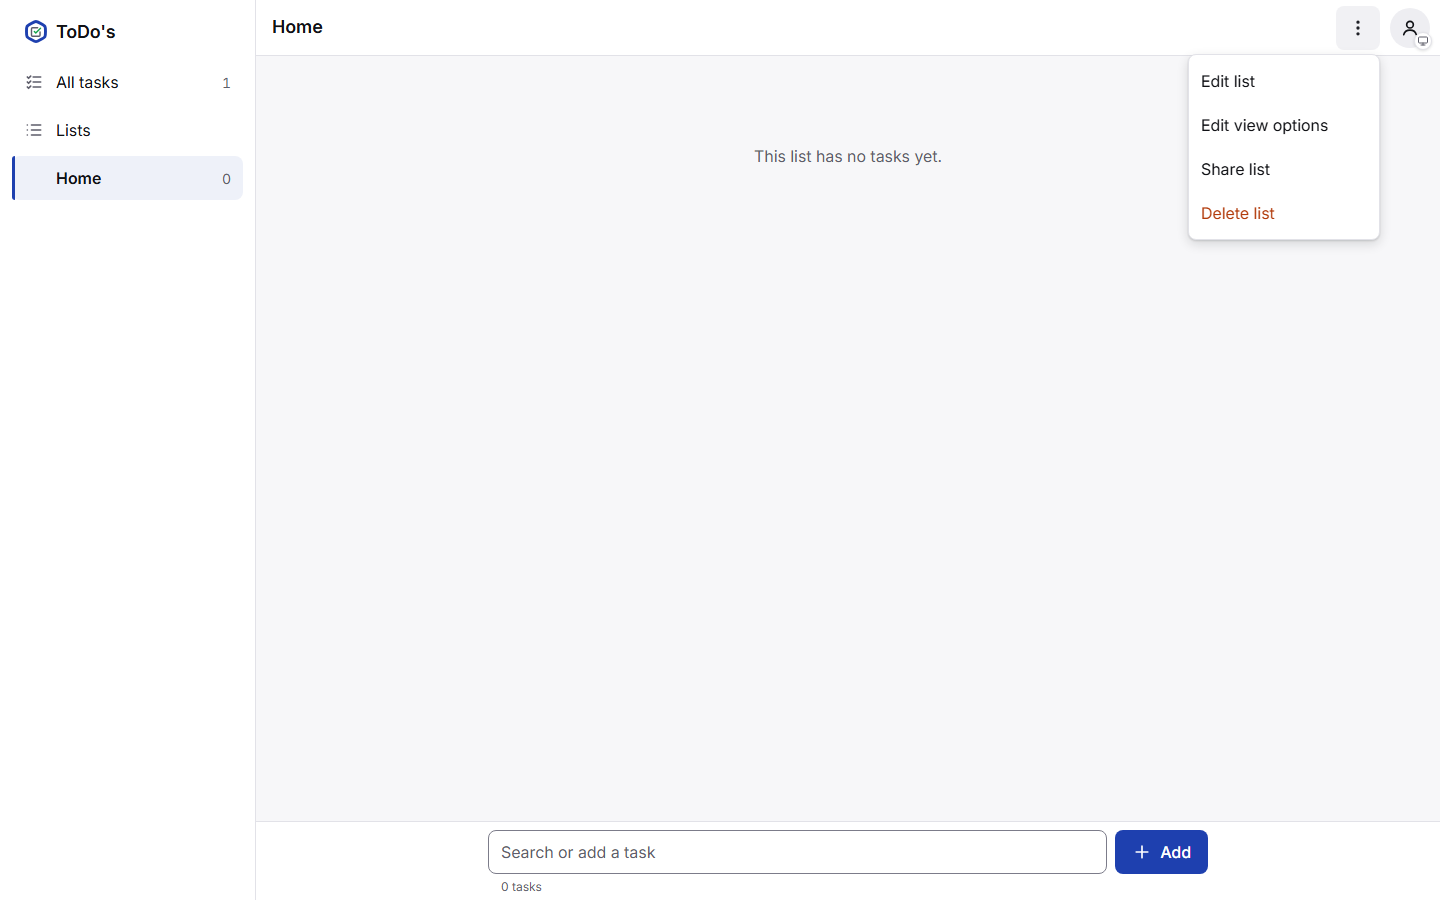 ToDo's
All tasks 1
Lists
Home 0
Home
Edit list
Edit view options
Share list
Delete list
This list has no tasks yet.
Search or add a task
Add
0 tasks